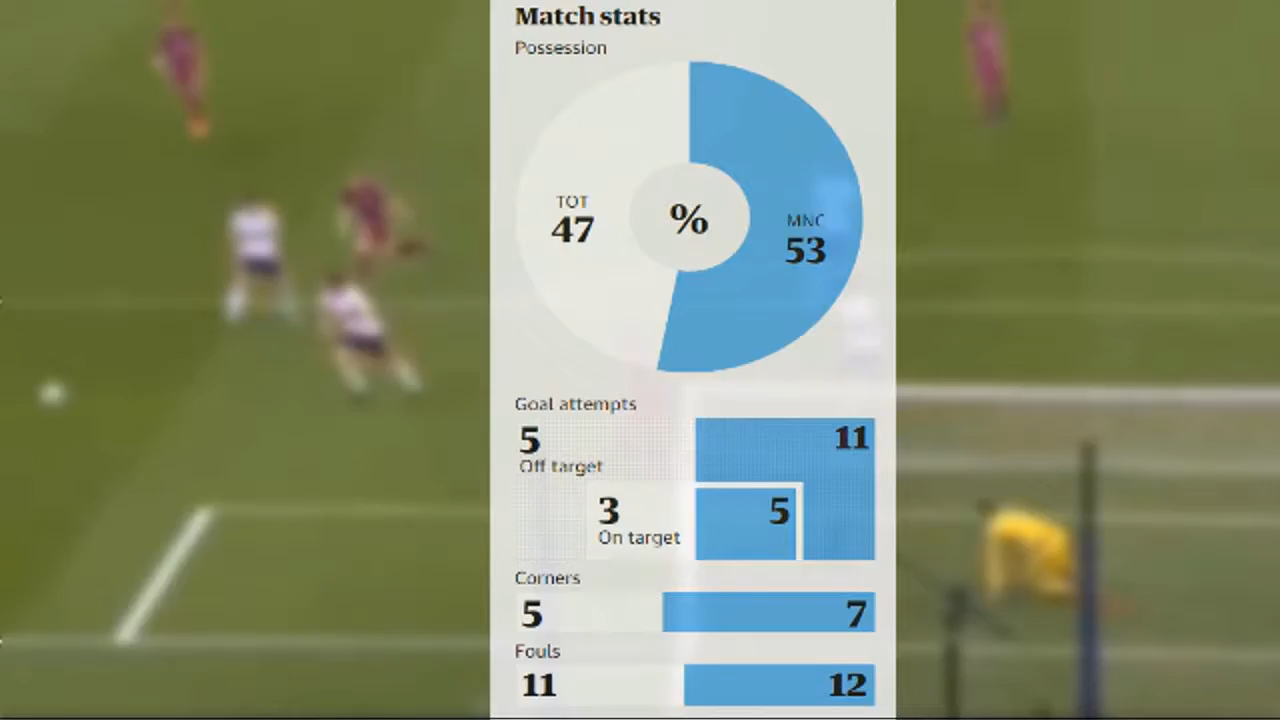 Match stats
Possession
TOT
47
%
MNC
53
Goal attempts
5
11
Off target
3
5
On target
Corners
5
7
Fouls
11
12